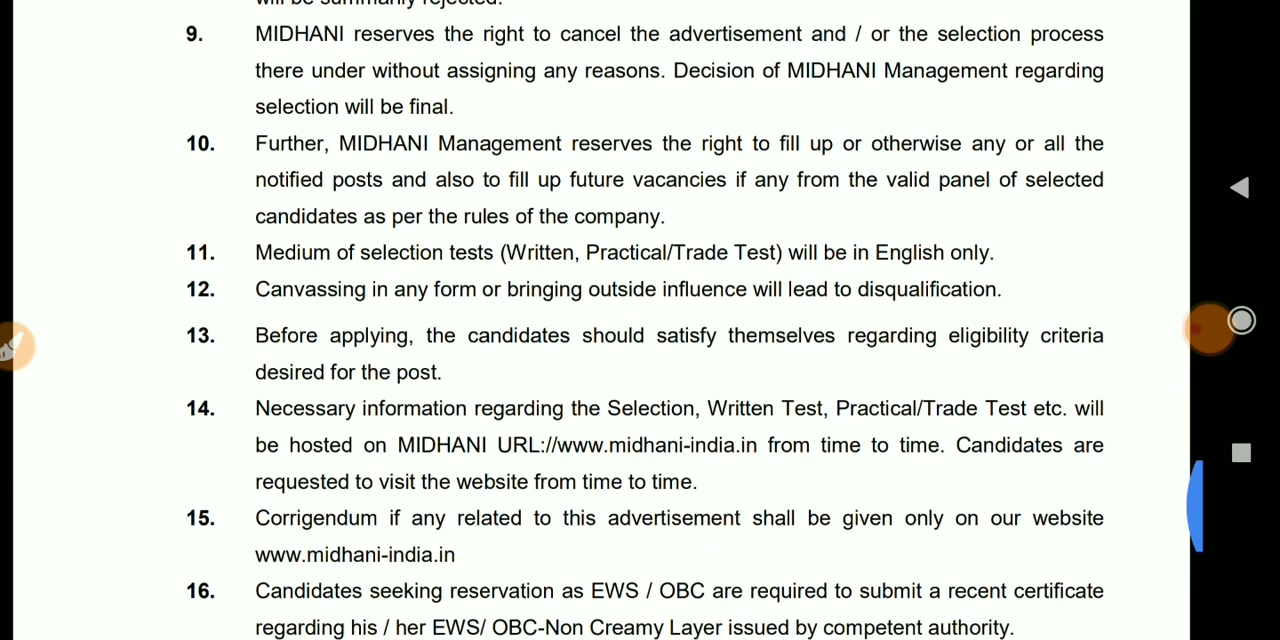 will be summarily rejected.
9. MIDHANI reserves the right to cancel the advertisement and / or the selection process
there under without assigning any reasons. Decision of MIDHANI Management regarding
selection will be final.
10. Further, MIDHANI Management reserves the right to fill up or otherwise any or all the
notified posts and also to fill up future vacancies if any from the valid panel of selected
candidates as per the rules of the company.
11. Medium of selection tests (Written, Practical/Trade Test) will be in English only.
12. Canvassing in any form or bringing outside influence will lead to disqualification.
13. Before applying, the candidates should satisfy themselves regarding eligibility criteria
desired for the post.
14. Necessary information regarding the Selection, Written Test, Practical/Trade Test etc. will
be hosted on MIDHANI URL://www.midhani-india.in from time to time. Candidates are
requested to visit the website from time to time.
15. Corrigendum if any related to this advertisement shall be given only on our website
www.midhani-india.in
16. Candidates seeking reservation as EWS / OBC are required to submit a recent certificate
regarding his / her EWS/ OBC-Non Creamy Layer issued by competent authority.